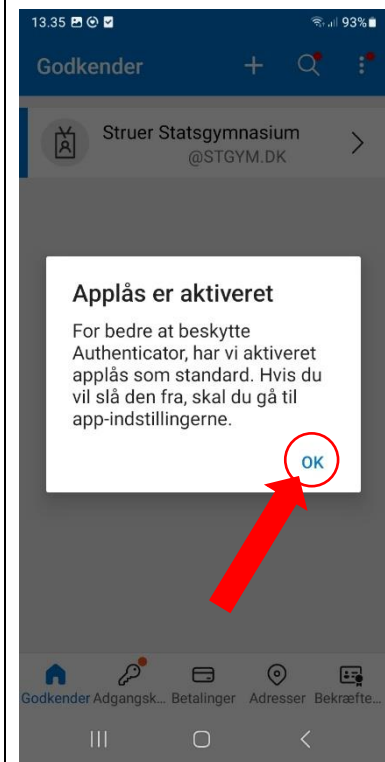 13.35 93%
Godkender
Struer Statsgymnasium
@STGYM.DK
Applås er aktiveret
For bedre at beskytte
Authenticator, har vi aktiveret
applås som standard. Hvis du
vil slå den fra, skal du gå til
app-indstillingerne.
OK
Godkender Adgangsk... Betalinger Adresser Bekræfte...